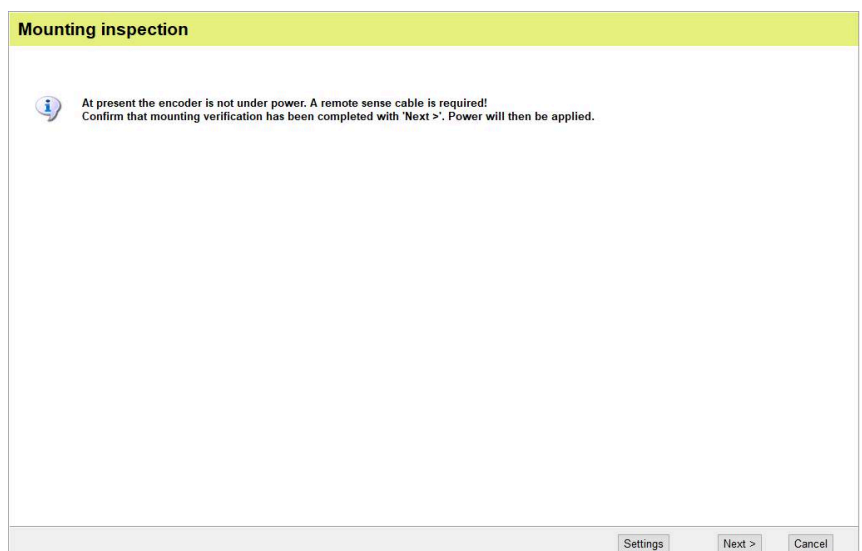 Mounting inspection
At present the encoder is not under power. A remote sense cable is required!
Confirm that mounting verification has been completed with 'Next >'. Power will then be applied.
Settings Next > Cancel